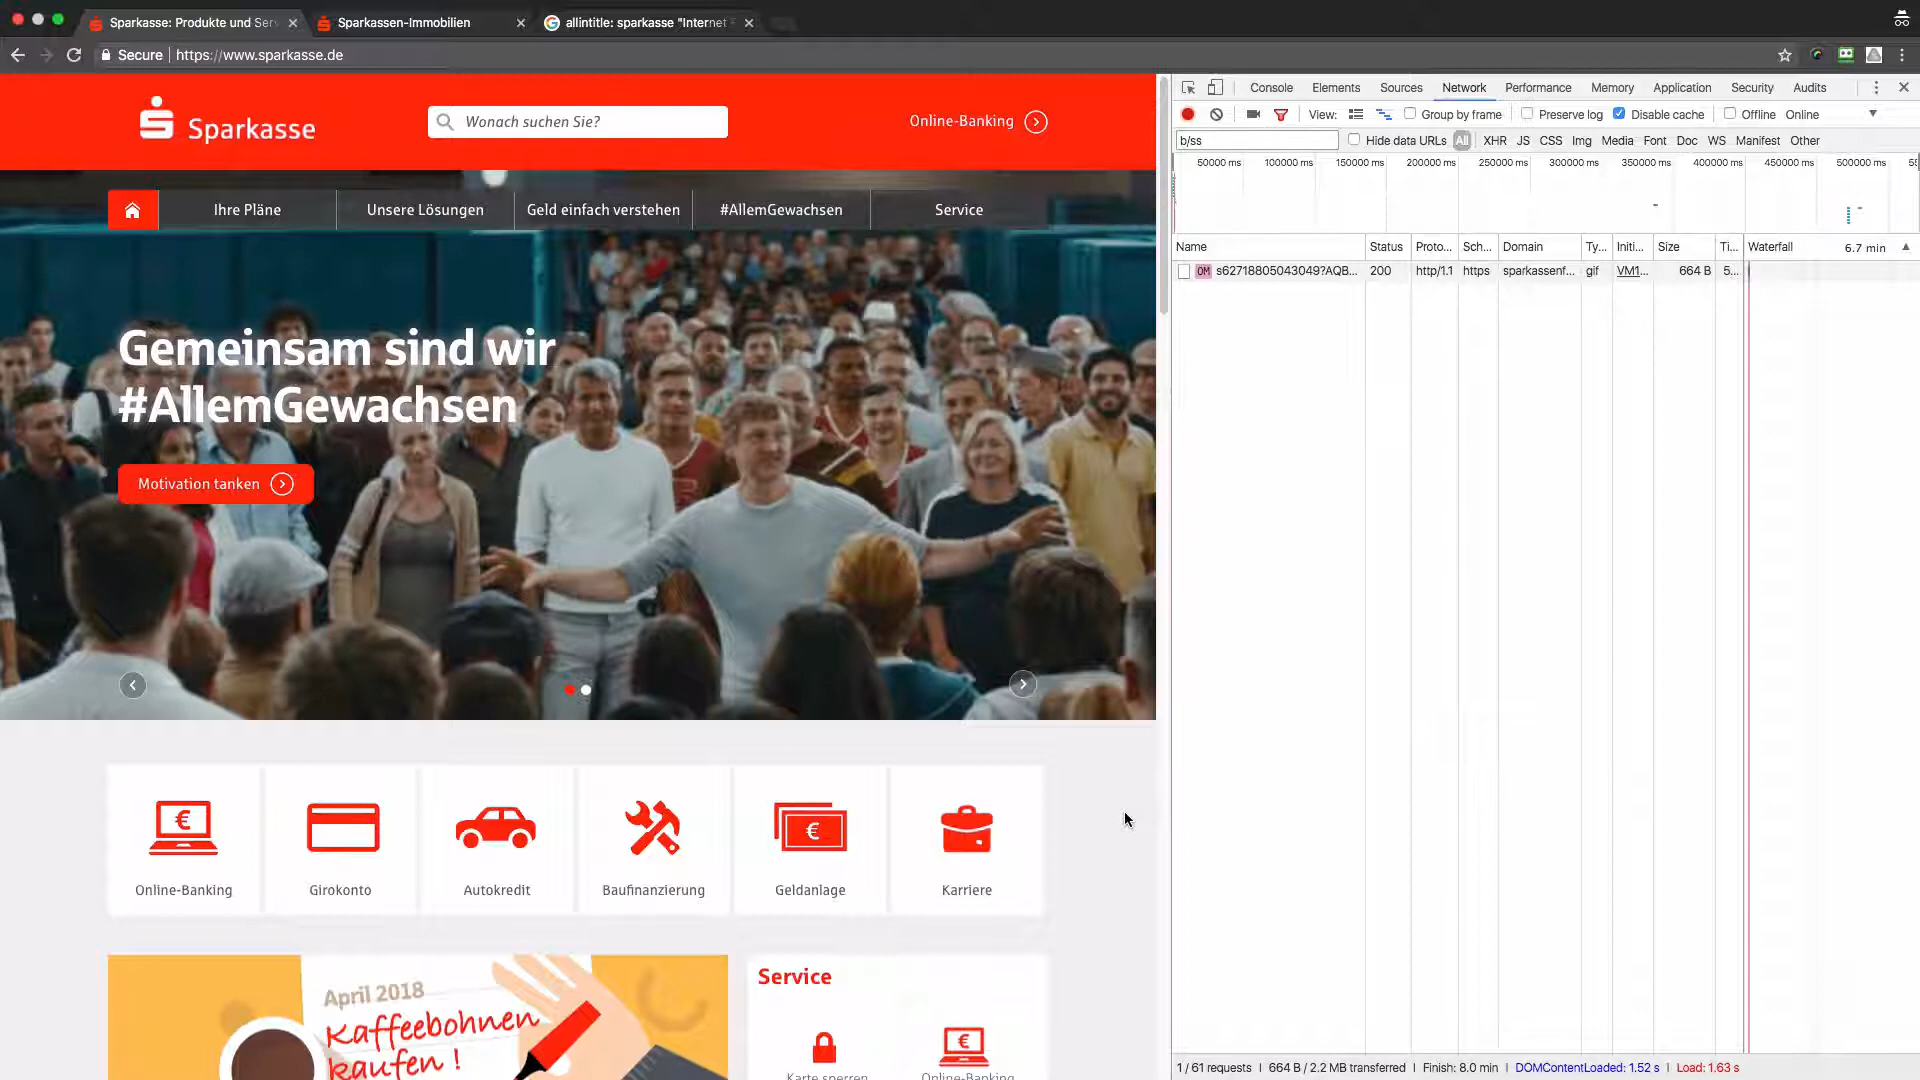 Sparkasse: Produkte und Serv
Sparkassen-Immobilien
allintitle: sparkasse "Internet F
Secure
https://www.sparkasse.de
Sparkasse
Wonach suchen Sie?
Online-Banking
Ihre Pläne
Unsere Lösungen
Geld einfach verstehen
#AllemGewachsen
Service
Gemeinsam sind wir
#AllemGewachsen
Motivation tanken
Online-Banking
Girokonto
Autokredit
Baufinanzierung
Geldanlage
Karriere
April 2018
Kaffeebohnen
kaufen !
Service
Karte sperren
Online-Banking
Console Elements Sources Network Performance Memory Application Security Audits
View: Group by frame Preserve log Disable cache Offline Online
b/ss Hide data URLs All XHR JS CSS Img Media Font Doc WS Manifest Other
50000 ms 100000 ms 150000 ms 200000 ms 250000 ms 300000 ms 350000 ms 400000 ms 450000 ms 500000 ms
Name Status Proto... Sch... Domain Ty... Initi... Size Ti... Waterfall 6.7 min
OM s62718805043049?AQB... 200 http/1.1 https sparkassenf... gif VM1... 664 B 5...
1 / 61 requests | 664 B / 2.2 MB transferred | Finish: 8.0 min | DOMContentLoaded: 1.52 s | Load: 1.63 s